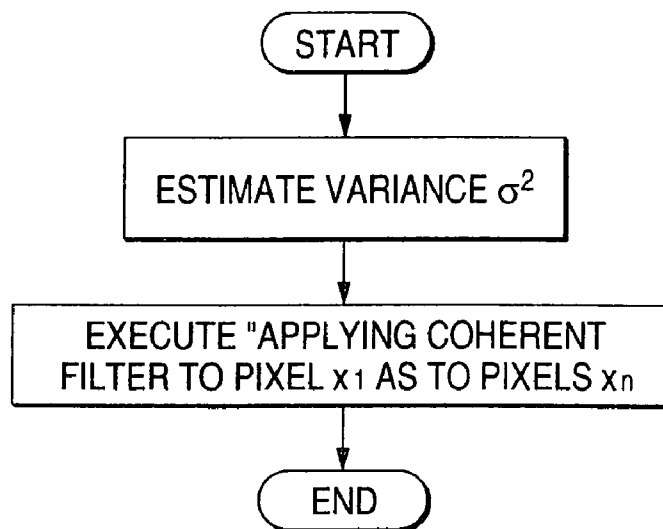 START
ESTIMATE VARIANCE σ²
EXECUTE "APPLYING COHERENT
FILTER TO PIXEL x₁ AS TO PIXELS xₙ
END